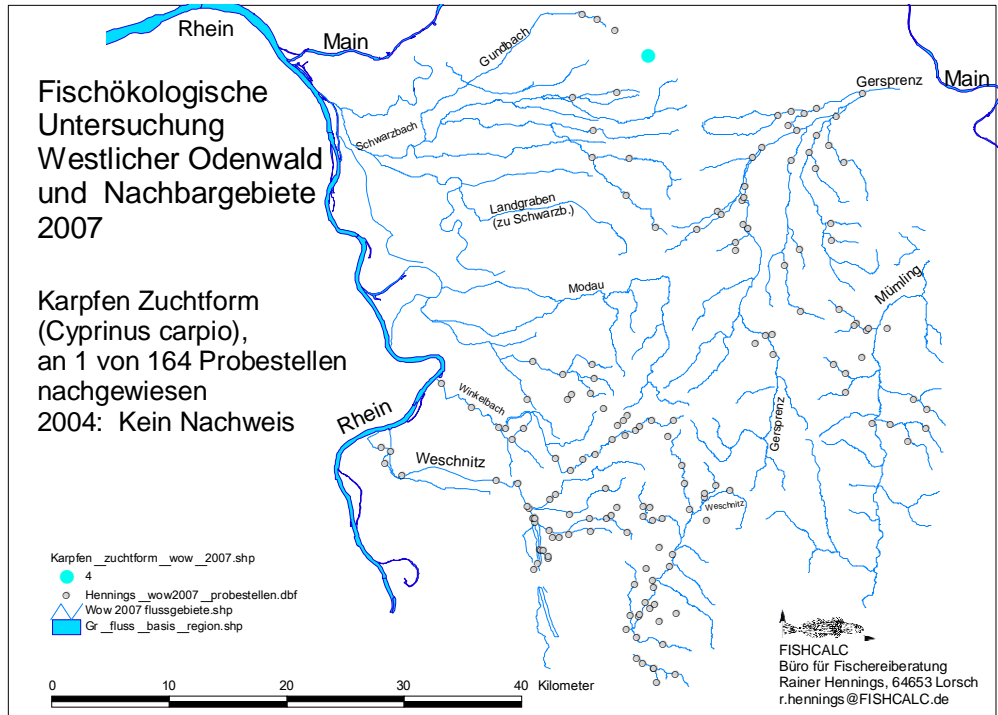 Rhein
Main
Gundbach
Gersprenz
Main
Fischökologische
Untersuchung
Westlicher Odenwald
und Nachbargebiete
2007
Schwarzbach
Landgraben
(zu Schwarzb.)
Karpfen Zuchtform
(Cyprinus carpio),
an 1 von 164 Probestellen
nachgewiesen
2004: Kein Nachweis
Modau
Mümling
Winkelbach
Rhein
Gersprenz
Weschnitz
Weschnitz
Karpfen__zuchtform__wow__2007.shp
4
Hennings__wow2007__probestellen.dbf
Wow 2007 flussgebiete.shp
Gr__fluss__basis__region.shp
0 10 20 30 40 Kilometer
FISHCALC
Büro für Fischereiberatung
Rainer Hennings, 64653 Lorsch
r.hennings@FISHCALC.de